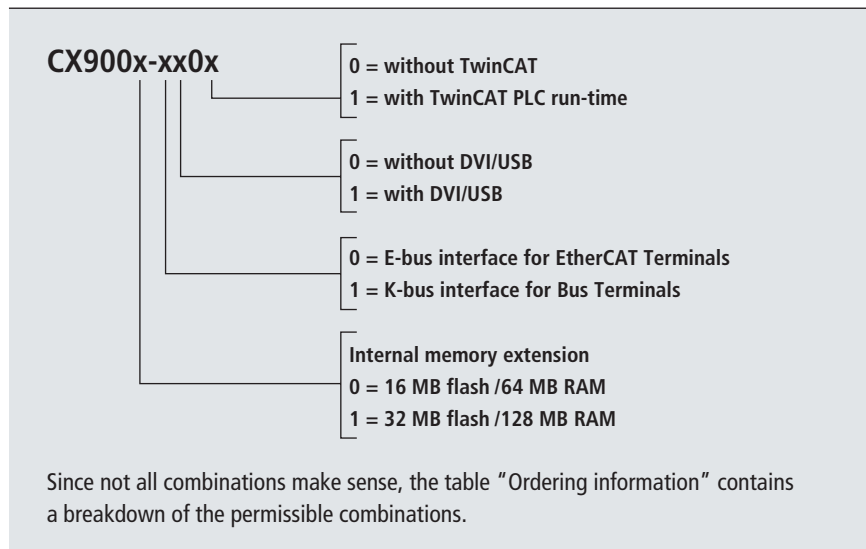 CX900x-xx0x
0 = without TwinCAT
1 = with TwinCAT PLC run-time
0 = without DVI/USB
1 = with DVI/USB
0 = E-bus interface for EtherCAT Terminals
1 = K-bus interface for Bus Terminals
Internal memory extension
0 = 16 MB flash /64 MB RAM
1 = 32 MB flash /128 MB RAM
Since not all combinations make sense, the table “Ordering information” contains
a breakdown of the permissible combinations.